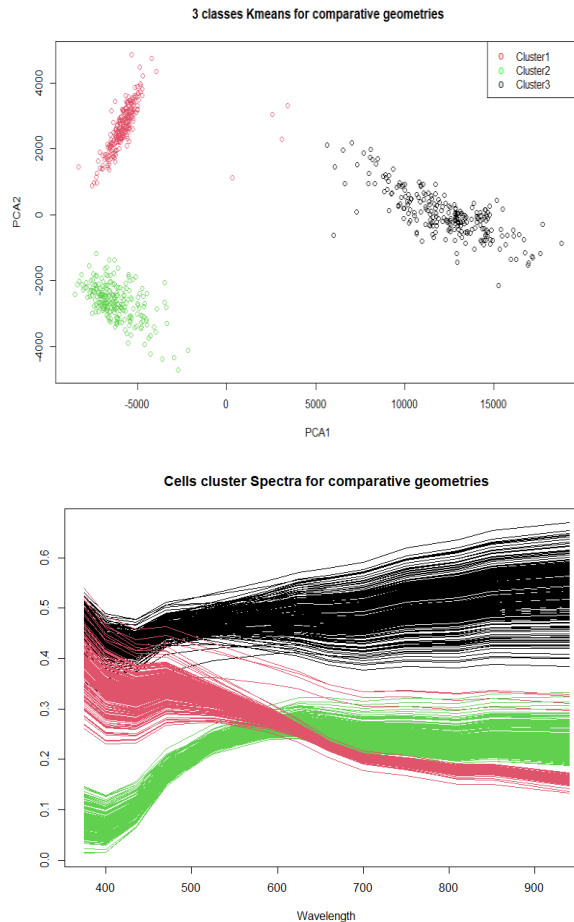 3 classes Kmeans for comparative geometries
Cluster1
Cluster2
Cluster3
PCA2
4000
2000
0
-2000
-4000
-5000 0 5000 10000 15000
PCA1
Cells cluster Spectra for comparative geometries
0.6
0.5
0.4
0.3
0.2
0.1
0.0
400 500 600 700 800 900
Wavelength